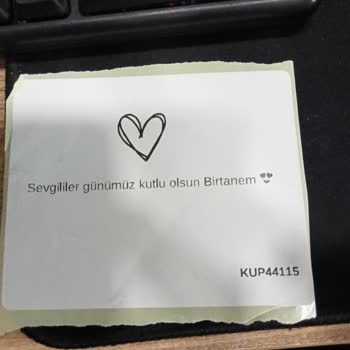 Sevgililer günümüz kutlu olsun Birtanem 😍
KUP44115